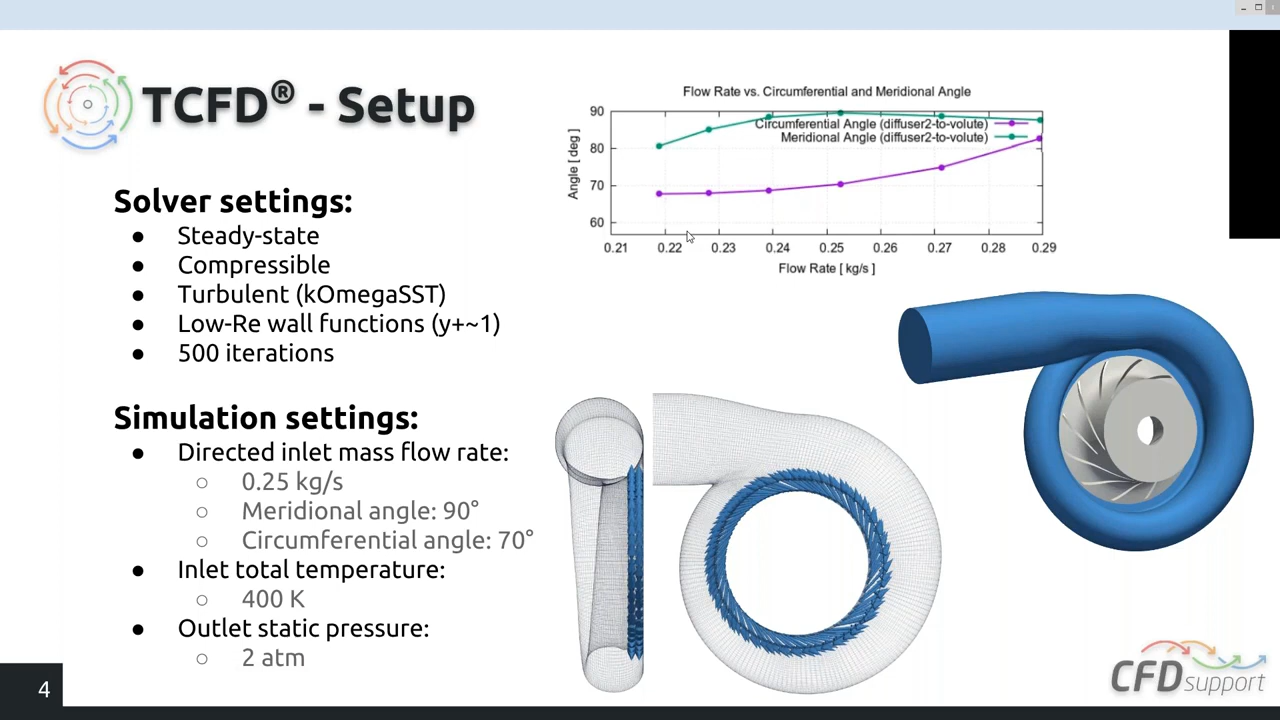 TCFD® - Setup
Solver settings:
● Steady-state
● Compressible
● Turbulent (kOmegaSST)
● Low-Re wall functions (y+~1)
● 500 iterations
Simulation settings:
● Directed inlet mass flow rate:
○ 0.25 kg/s
○ Meridional angle: 90°
○ Circumferential angle: 70°
● Inlet total temperature:
○ 400 K
● Outlet static pressure:
○ 2 atm
Flow Rate vs. Circumferential and Meridional Angle
Angle [ deg ]
90
80
70
60
Circumferential Angle (diffuser2-to-volute)
Meridional Angle (diffuser2-to-volute)
0.21 0.22 0.23 0.24 0.25 0.26 0.27 0.28 0.29
Flow Rate [ kg/s ]
4
CFDsupport